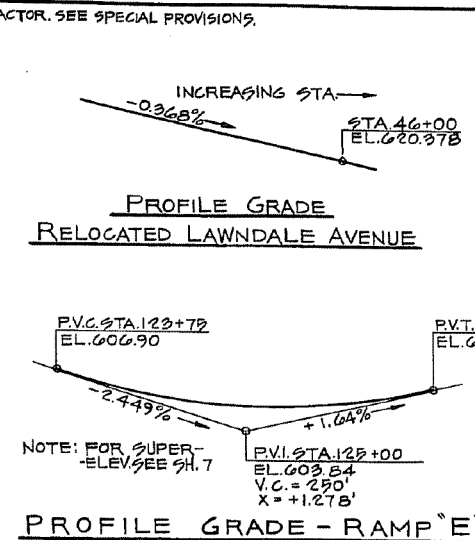 ACTOR. SEE SPECIAL PROVISIONS.
INCREASING STA.
-0.368%
STA. 46+00
EL. 620.378
PROFILE GRADE
RELOCATED LAWNDALE AVENUE
P.V.C. STA. 123+75
EL. 606.90
P.V.T.
EL. 6
-2.449%
+1.64%
NOTE: FOR SUPER-
-ELEV. SEE SH. 7
P.V.I. STA. 125+00
EL. 603.84
V.C. = 250'
X = +1.278'
PROFILE GRADE - RAMP "E